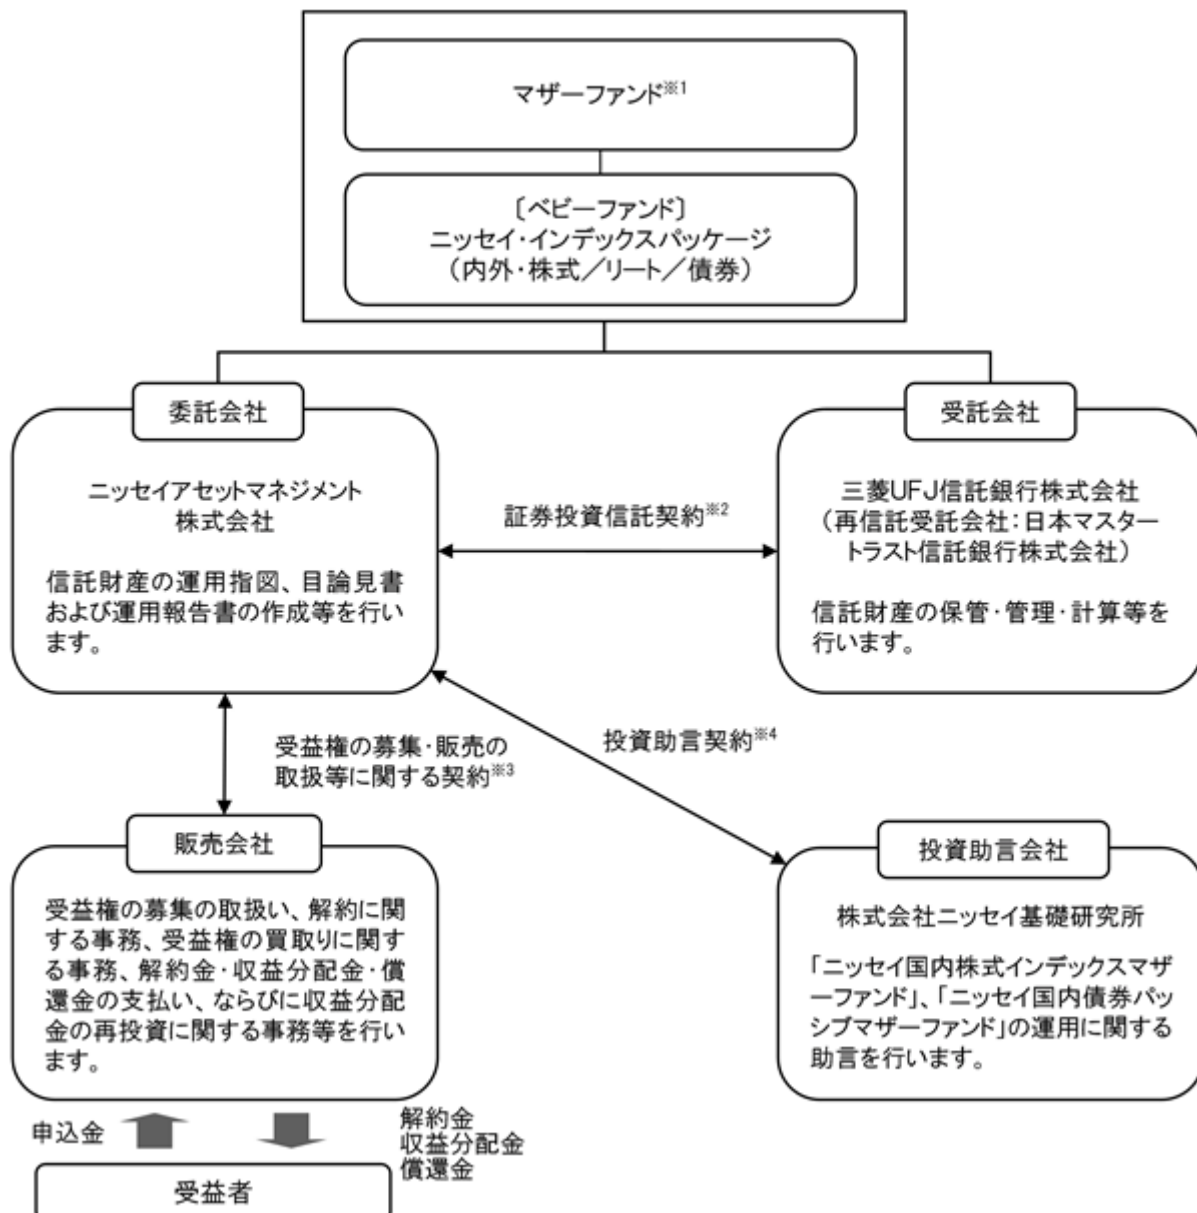 マザーファンド※1
〔ベビーファンド〕
ニッセイ・インデックスパッケージ
（内外・株式／リート／債券）
委託会社
ニッセイアセットマネジメント
株式会社
信託財産の運用指図、目論見書
および運用報告書の作成等を行い
ます。
証券投資信託契約※2
受託会社
三菱UFJ信託銀行株式会社
（再信託受託会社：日本マスター
トラスト信託銀行株式会社）
信託財産の保管・管理・計算等を
行います。
受益権の募集・販売の
取扱等に関する契約※3
投資助言契約※4
販売会社
受益権の募集の取扱い、解約に関
する事務、受益権の買取りに関す
る事務、解約金・収益分配金・償
還金の支払い、ならびに収益分配
金の再投資に関する事務等を行い
ます。
投資助言会社
株式会社ニッセイ基礎研究所
「ニッセイ国内株式インデックスマザ
ーファンド」、「ニッセイ国内債券パッ
シブマザーファンド」の運用に関する
助言を行います。
申込金
解約金
収益分配金
償還金
受益者